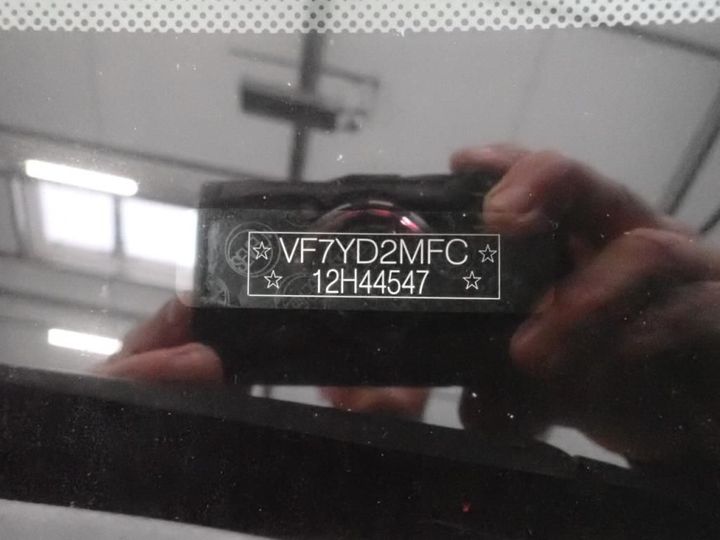 ☆ VF7YD2MFC ☆
☆ 12H44547 ☆